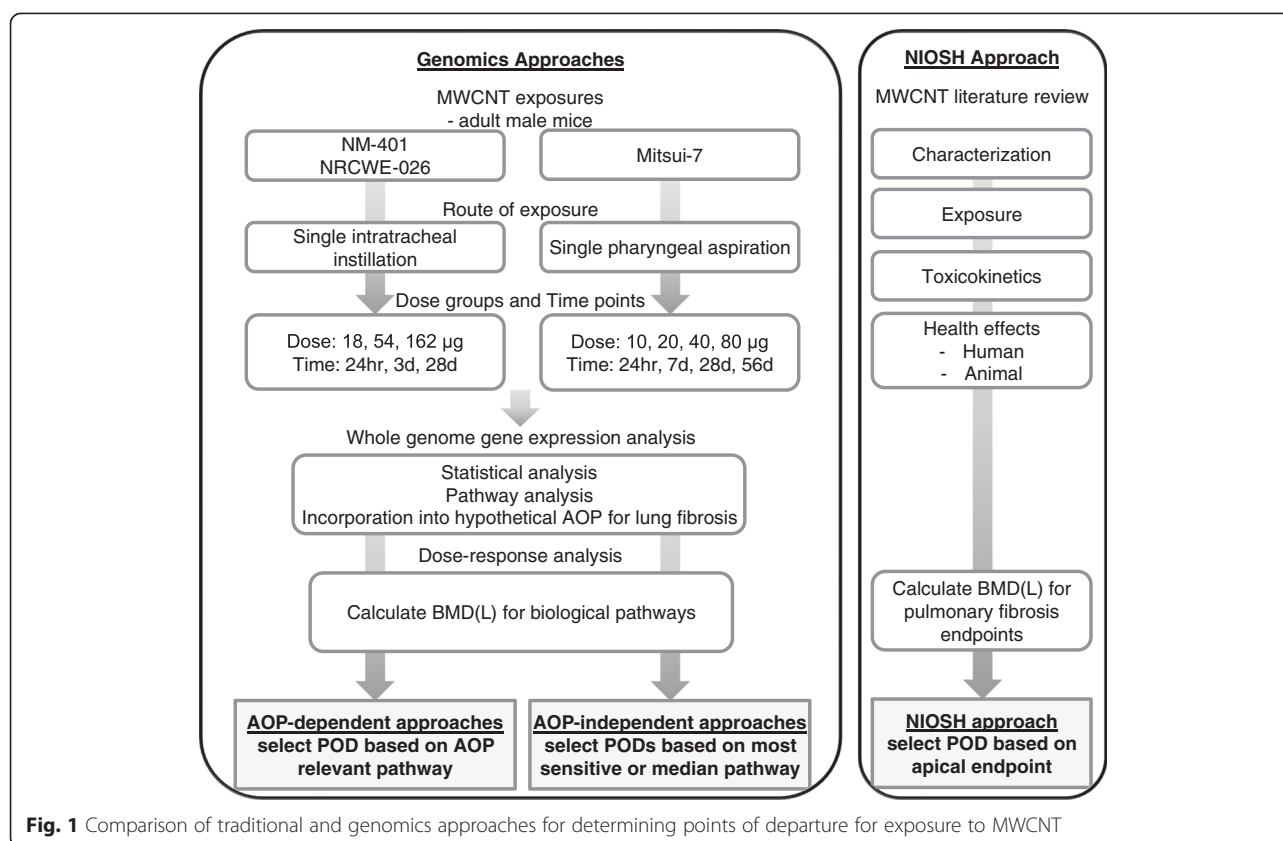 Genomics Approaches
MWCNT exposures
- adult male mice
NM-401
NRCWE-026
Mitsui-7
Route of exposure
Single intratracheal
instillation
Single pharyngeal aspiration
Dose groups and Time points
Dose: 18, 54, 162 µg
Time: 24hr, 3d, 28d
Dose: 10, 20, 40, 80 µg
Time: 24hr, 7d, 28d, 56d
Whole genome gene expression analysis
Statistical analysis
Pathway analysis
Incorporation into hypothetical AOP for lung fibrosis
Dose-response analysis
Calculate BMD(L) for biological pathways
AOP-dependent approaches
select POD based on AOP
relevant pathway
AOP-independent approaches
select PODs based on most
sensitive or median pathway
NIOSH Approach
MWCNT literature review
Characterization
Exposure
Toxicokinetics
Health effects
- Human
- Animal
Calculate BMD(L) for
pulmonary fibrosis
endpoints
NIOSH approach
select POD based on
apical endpoint
Fig. 1 Comparison of traditional and genomics approaches for determining points of departure for exposure to MWCNT